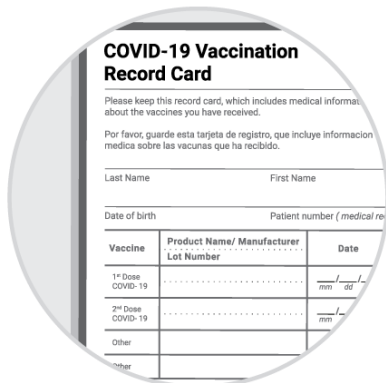 COVID-19 Vaccination
Record Card
Please keep this record card, which includes medical informat
about the vaccines you have received.
Por favor, guarde esta tarjeta de registro, que incluye informacion
medica sobre las vacunas que ha recibido.
Last Name First Name
Date of birth Patient number ( medical re
Vaccine Product Name/ Manufacturer Date
Lot Number
1st Dose
COVID- 19
mm dd
2nd Dose
COVID- 19
mm
Other
Other